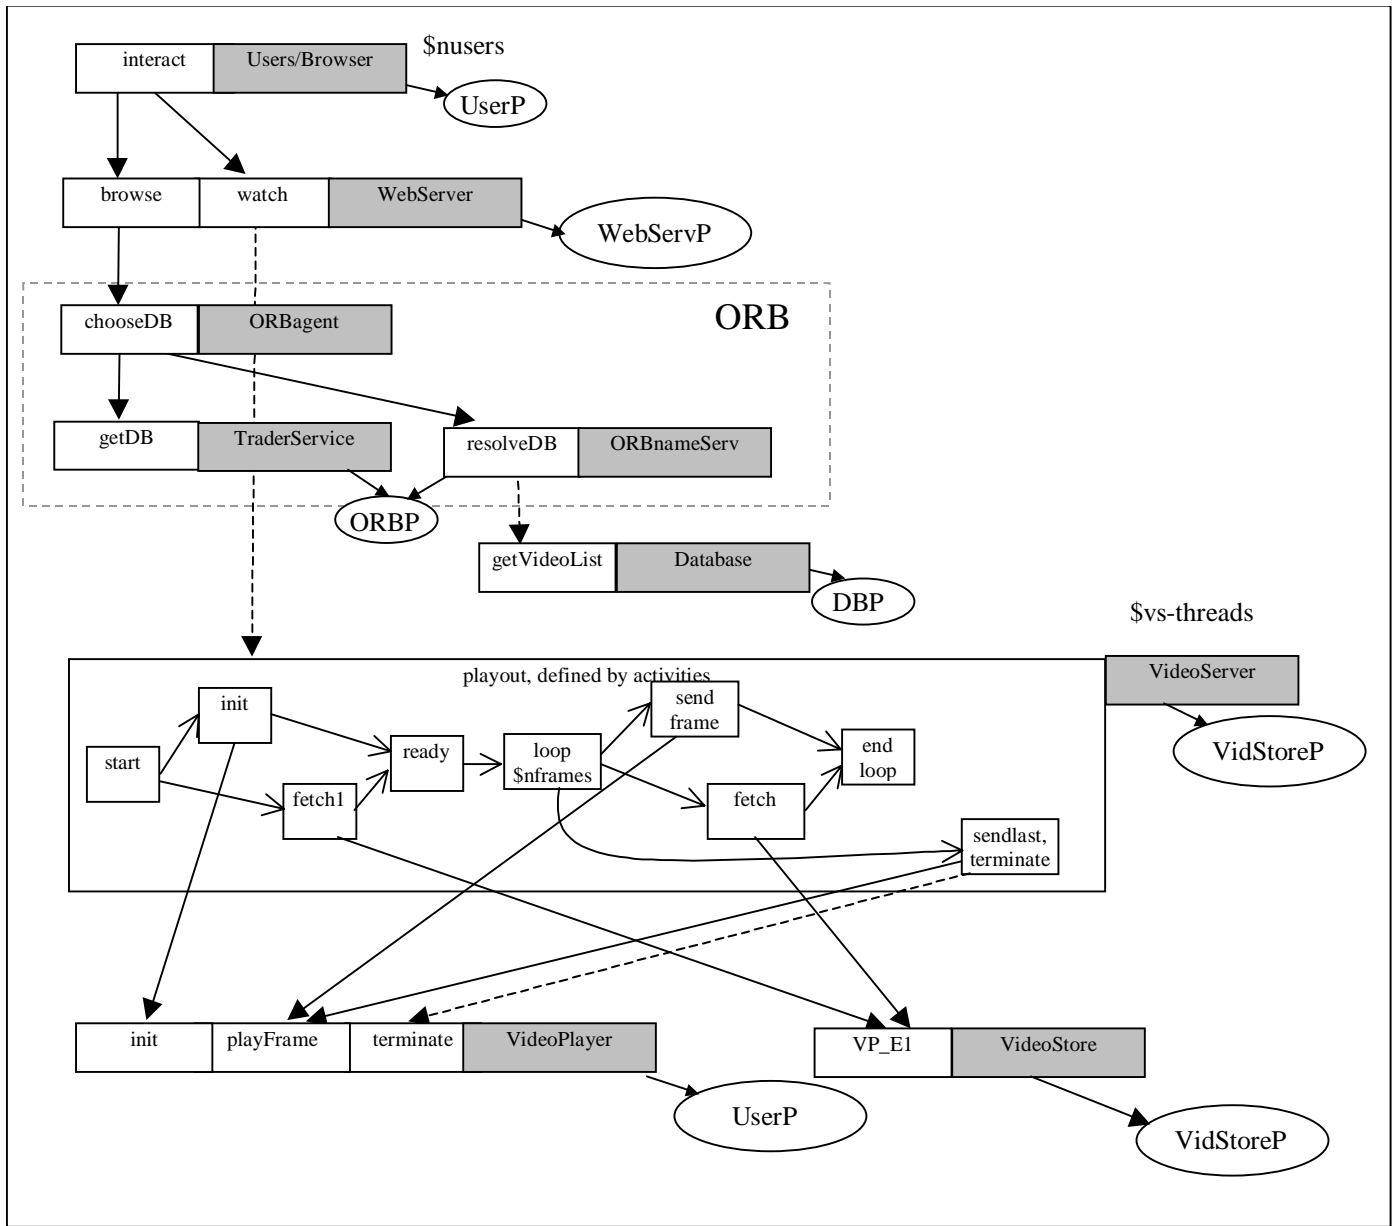 interact
Users/Browser
$nusers
UserP
browse
watch
WebServer
WebServP
chooseDB
ORBagent
ORB
getDB
TraderService
resolveDB
ORBnameServ
ORBP
getVideoList
Database
DBP
$vs-threads
playout, defined by activities
VideoServer
VidStoreP
start
init
fetch1
ready
loop
$nframes
send
frame
fetch
end
loop
sendlast,
terminate
init
playFrame
terminate
VideoPlayer
UserP
VP_E1
VideoStore
VidStoreP